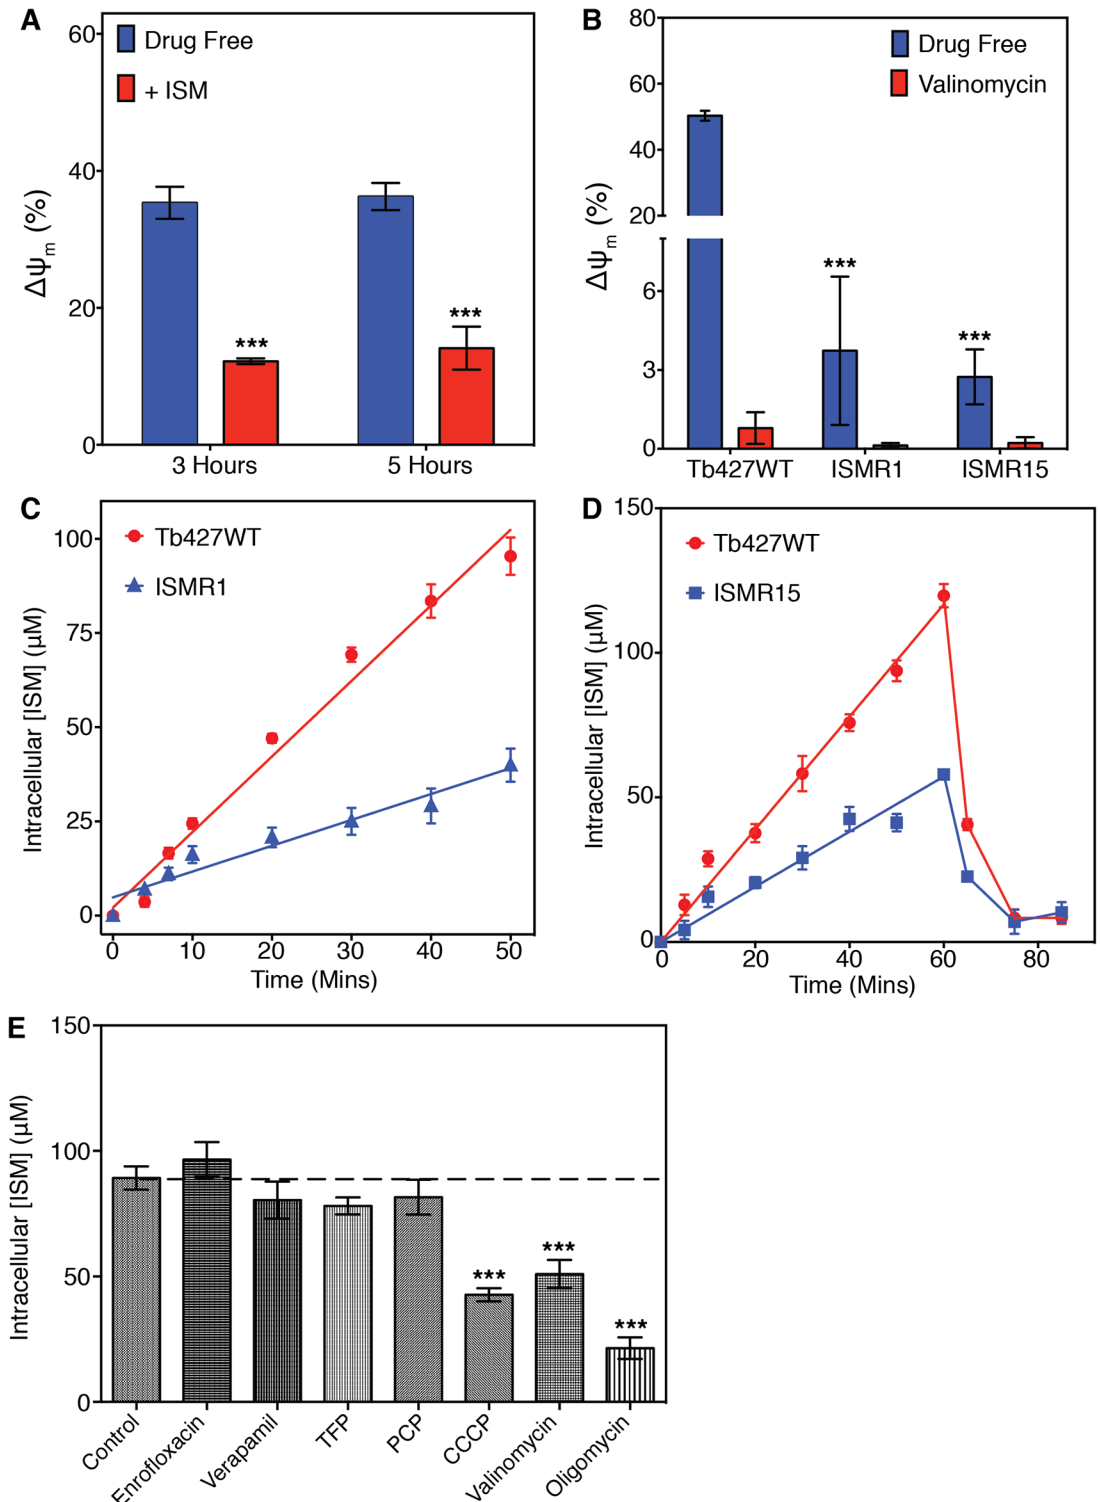 A
60
Drug Free
+ ISM
40
20
0
ΔΨm (%)
***
***
3 Hours
5 Hours
B
80
Drug Free
Valinomycin
60
40
20
6
3
0
ΔΨm (%)
***
***
Tb427WT
ISMR1
ISMR15
C
Tb427WT
ISMR1
100
75
50
25
0
Intracellular [ISM] (μM)
0 10 20 30 40 50
Time (Mins)
D
150
Tb427WT
ISMR15
100
50
0
Intracellular [ISM] (μM)
0 20 40 60 80
Time (Mins)
E
150
100
50
0
Intracellular [ISM] (μM)
***
***
***
Control
Enrofloxacin
Verapamil
TFP
PCP
CCCP
Valinomycin
Oligomycin